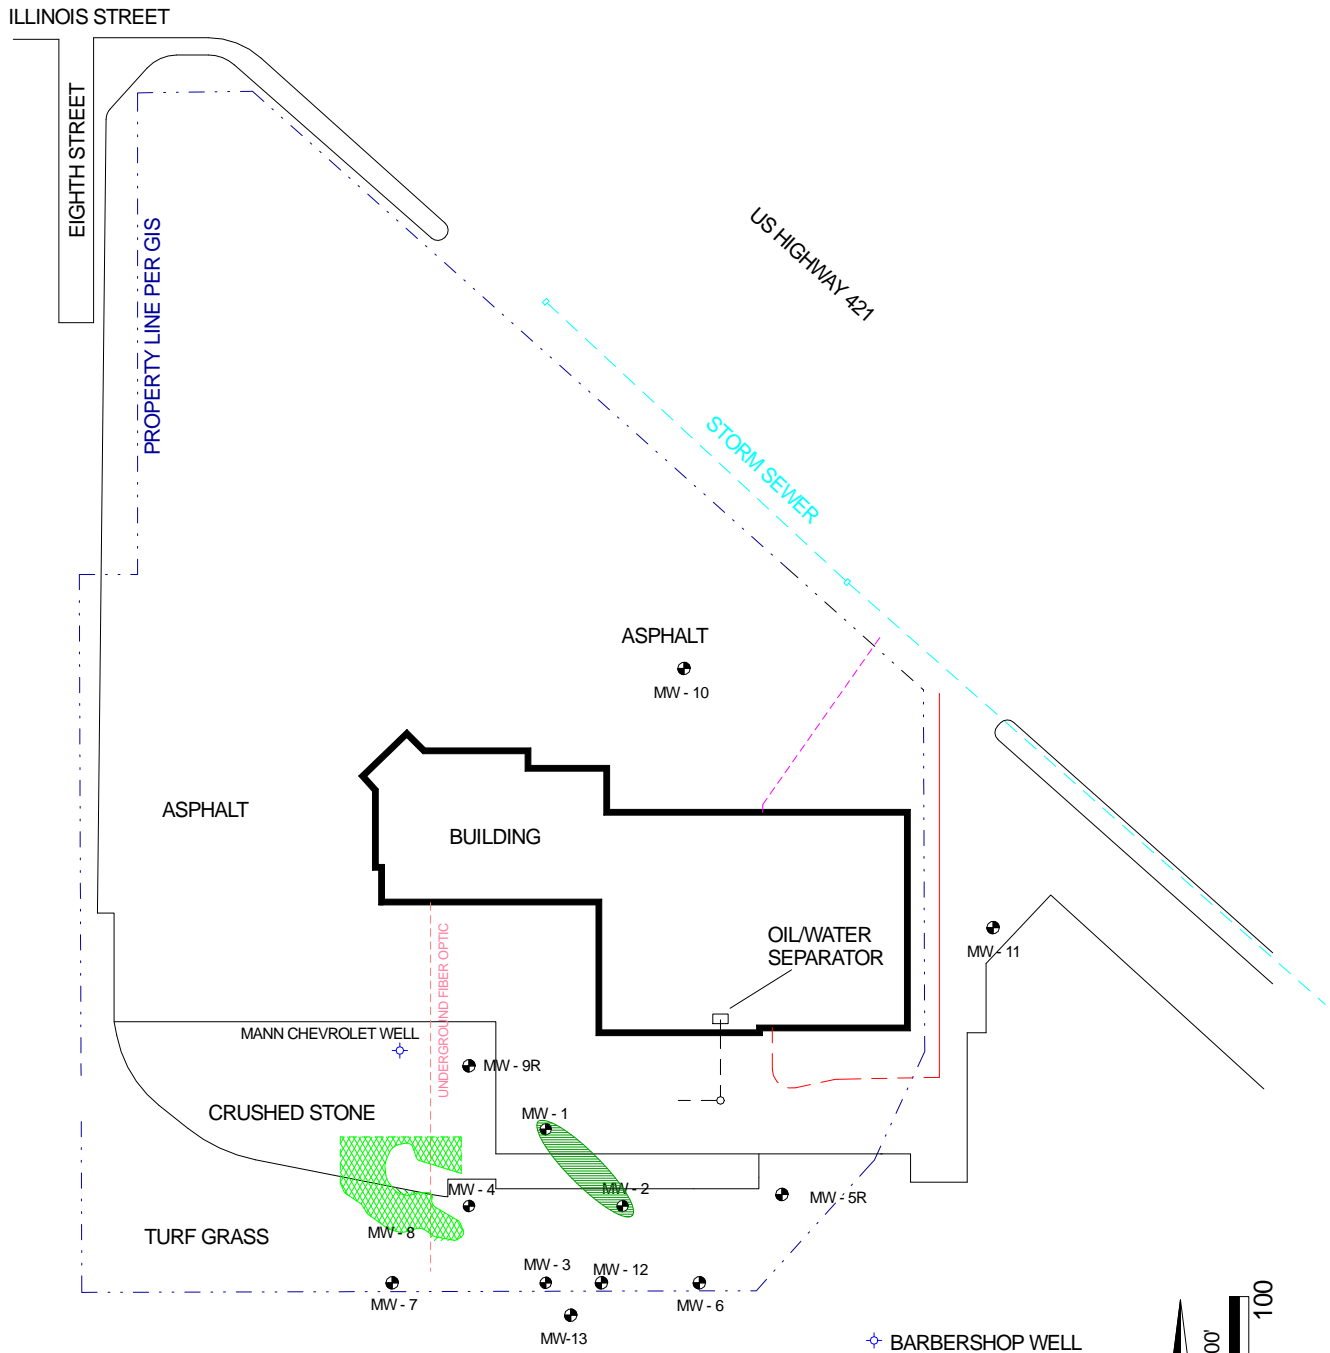 ILLINOIS STREET
EIGHTH STREET
PROPERTY LINE PER GIS
US HIGHWAY 421
STORM SEWER
ASPHALT
MW - 10
ASPHALT
BUILDING
OIL/WATER
SEPARATOR
MW - 11
UNDERGROUND FIBER OPTIC
MANN CHEVROLET WELL
MW - 9R
CRUSHED STONE
MW - 1
MW - 4
MW - 2
MW - 5R
MW - 8
TURF GRASS
MW - 3
MW - 12
MW - 7
MW - 6
MW-13
BARBERSHOP WELL
100